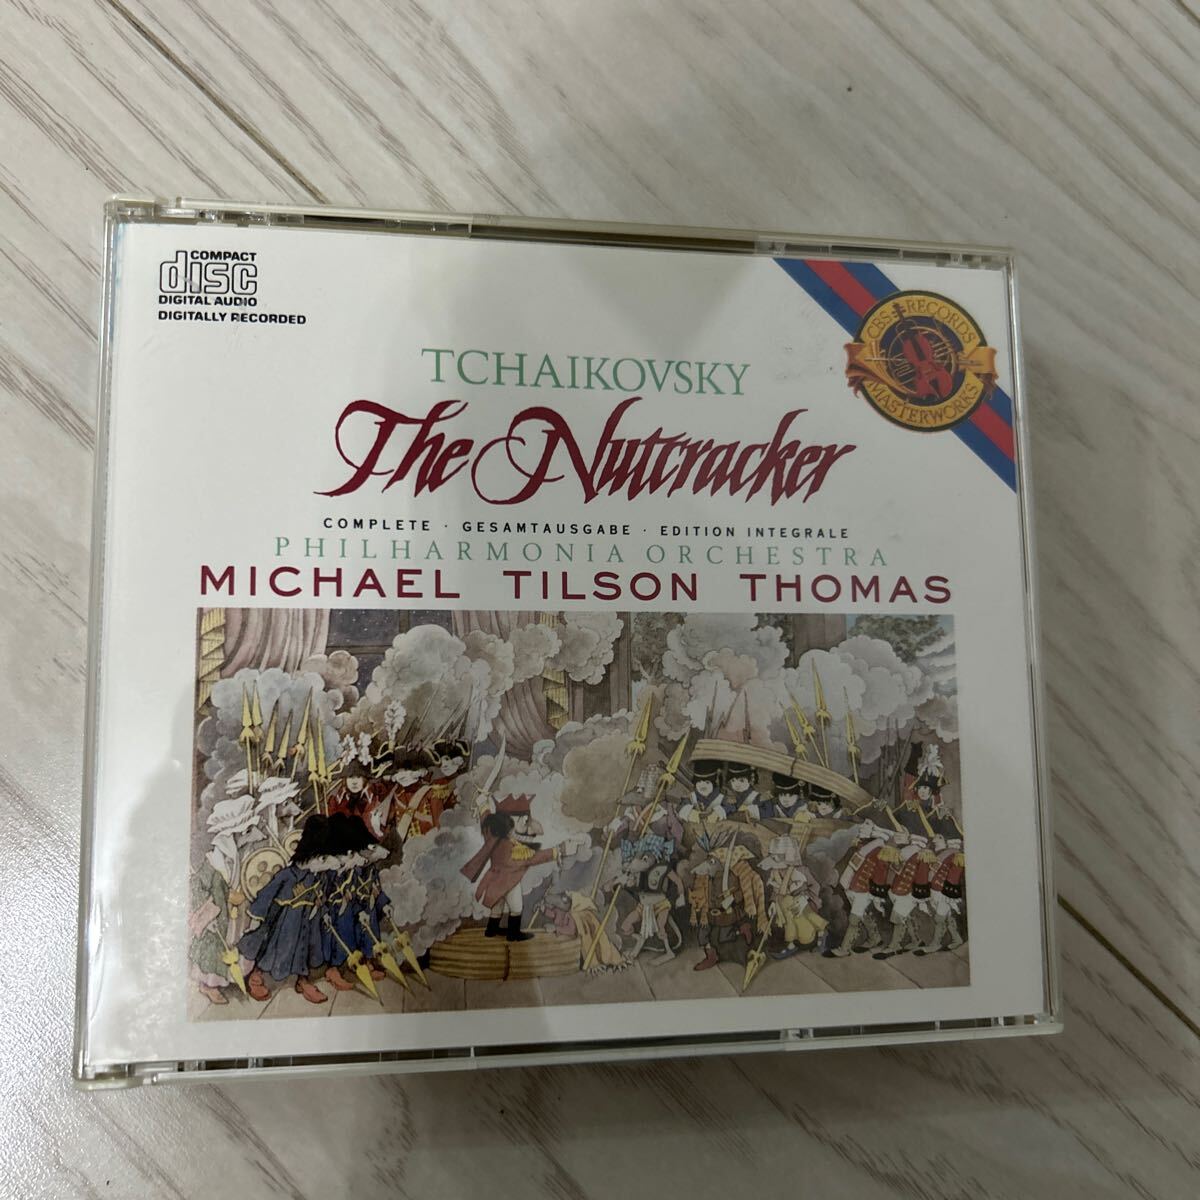 COMPACT
disc
DIGITAL AUDIO
DIGITALLY RECORDED
CBS RECORDS
MASTERWORKS
TCHAIKOVSKY
The Nutcracker
COMPLETE · GESAMTAUSGABE · EDITION INTEGRALE
PHILHARMONIA ORCHESTRA
MICHAEL TILSON THOMAS